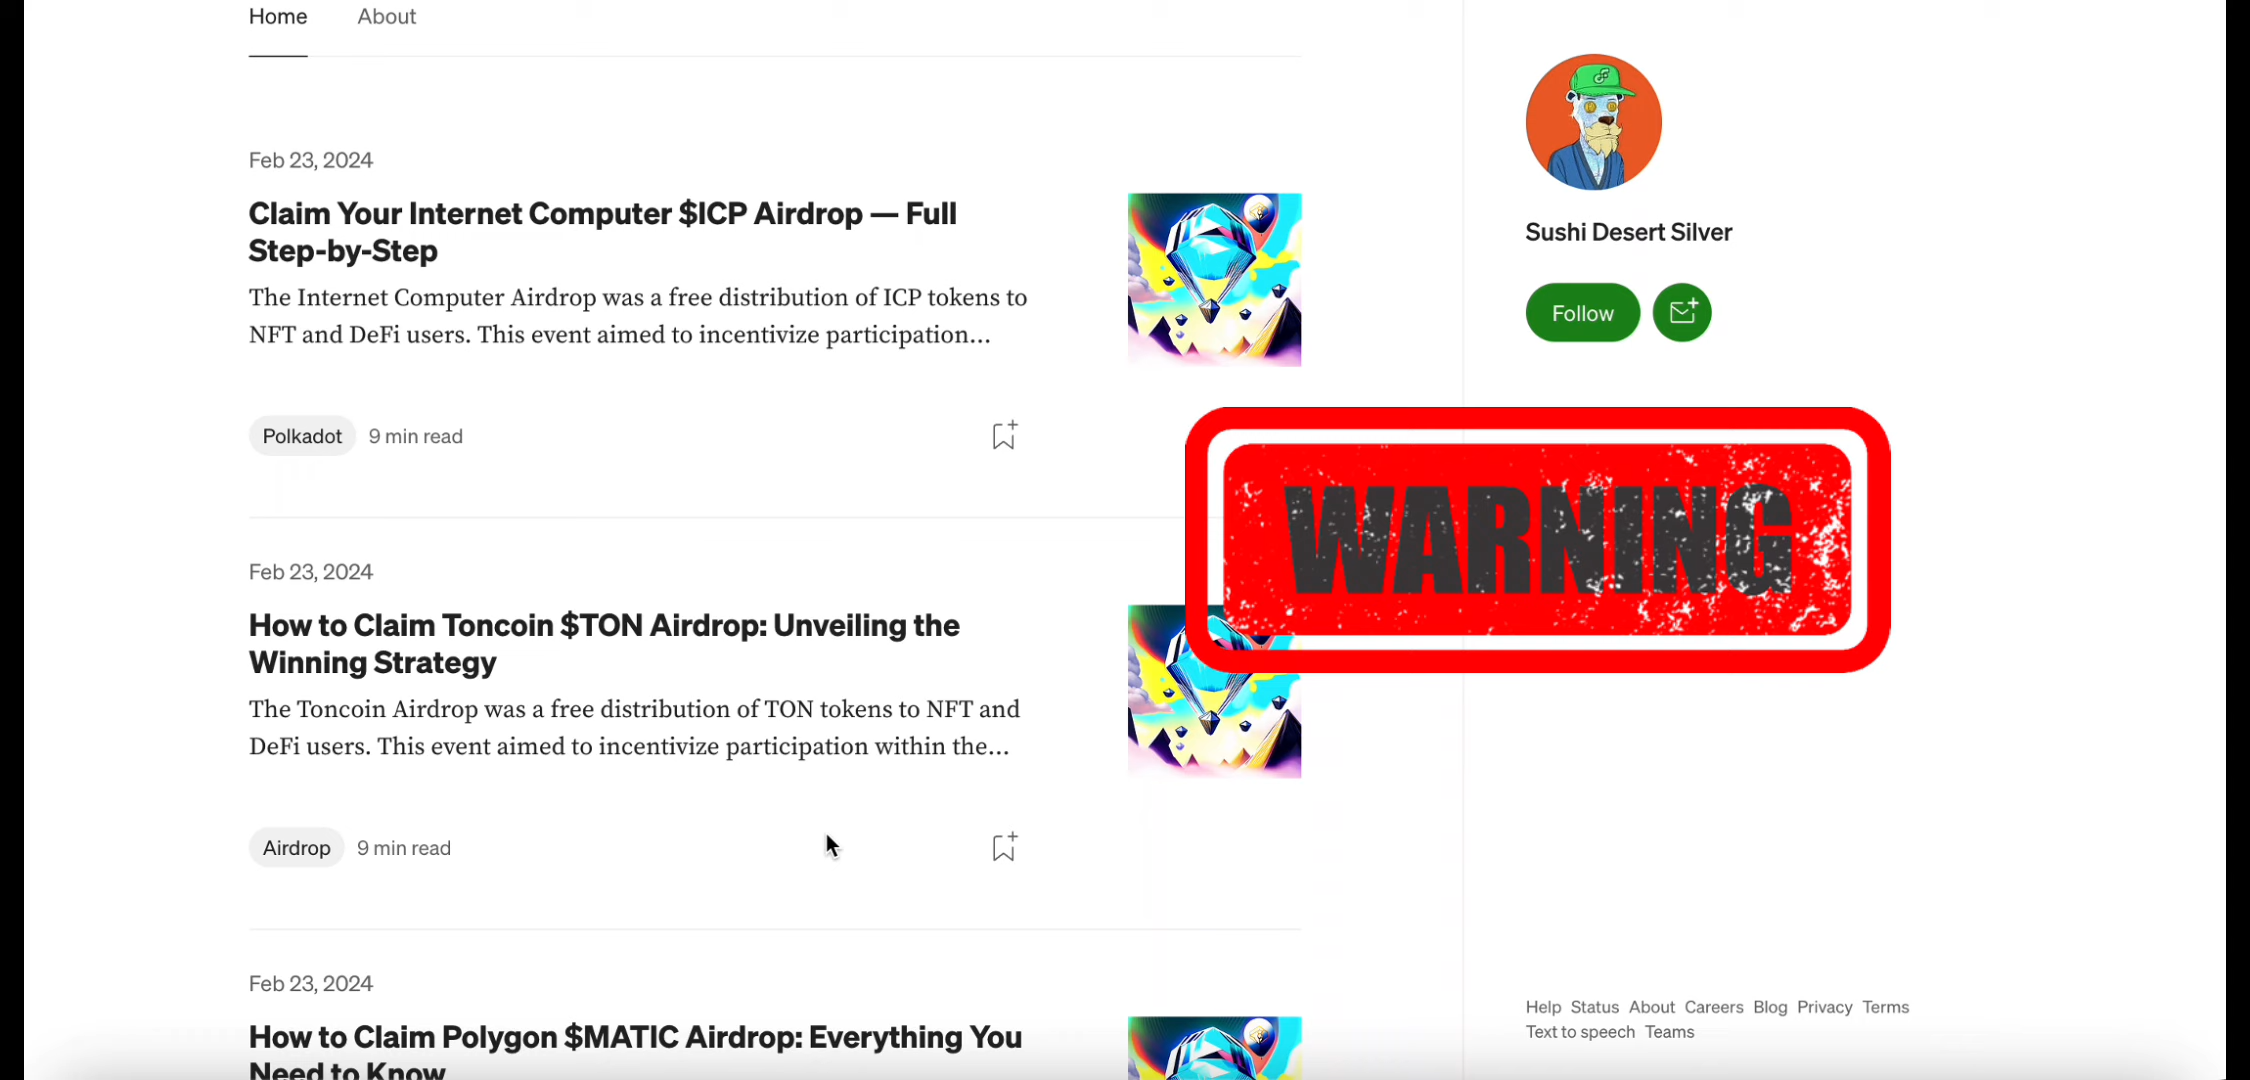 Home About
Feb 23, 2024
Claim Your Internet Computer $ICP Airdrop — Full
Step-by-Step
The Internet Computer Airdrop was a free distribution of ICP tokens to
NFT and DeFi users. This event aimed to incentivize participation...
Polkadot 9 min read
Feb 23, 2024
How to Claim Toncoin $TON Airdrop: Unveiling the
Winning Strategy
The Toncoin Airdrop was a free distribution of TON tokens to NFT and
DeFi users. This event aimed to incentivize participation within the...
Airdrop 9 min read
Feb 23, 2024
How to Claim Polygon $MATIC Airdrop: Everything You
Need to Know
Sushi Desert Silver
Follow
WARNING
Help Status About Careers Blog Privacy Terms
Text to speech Teams